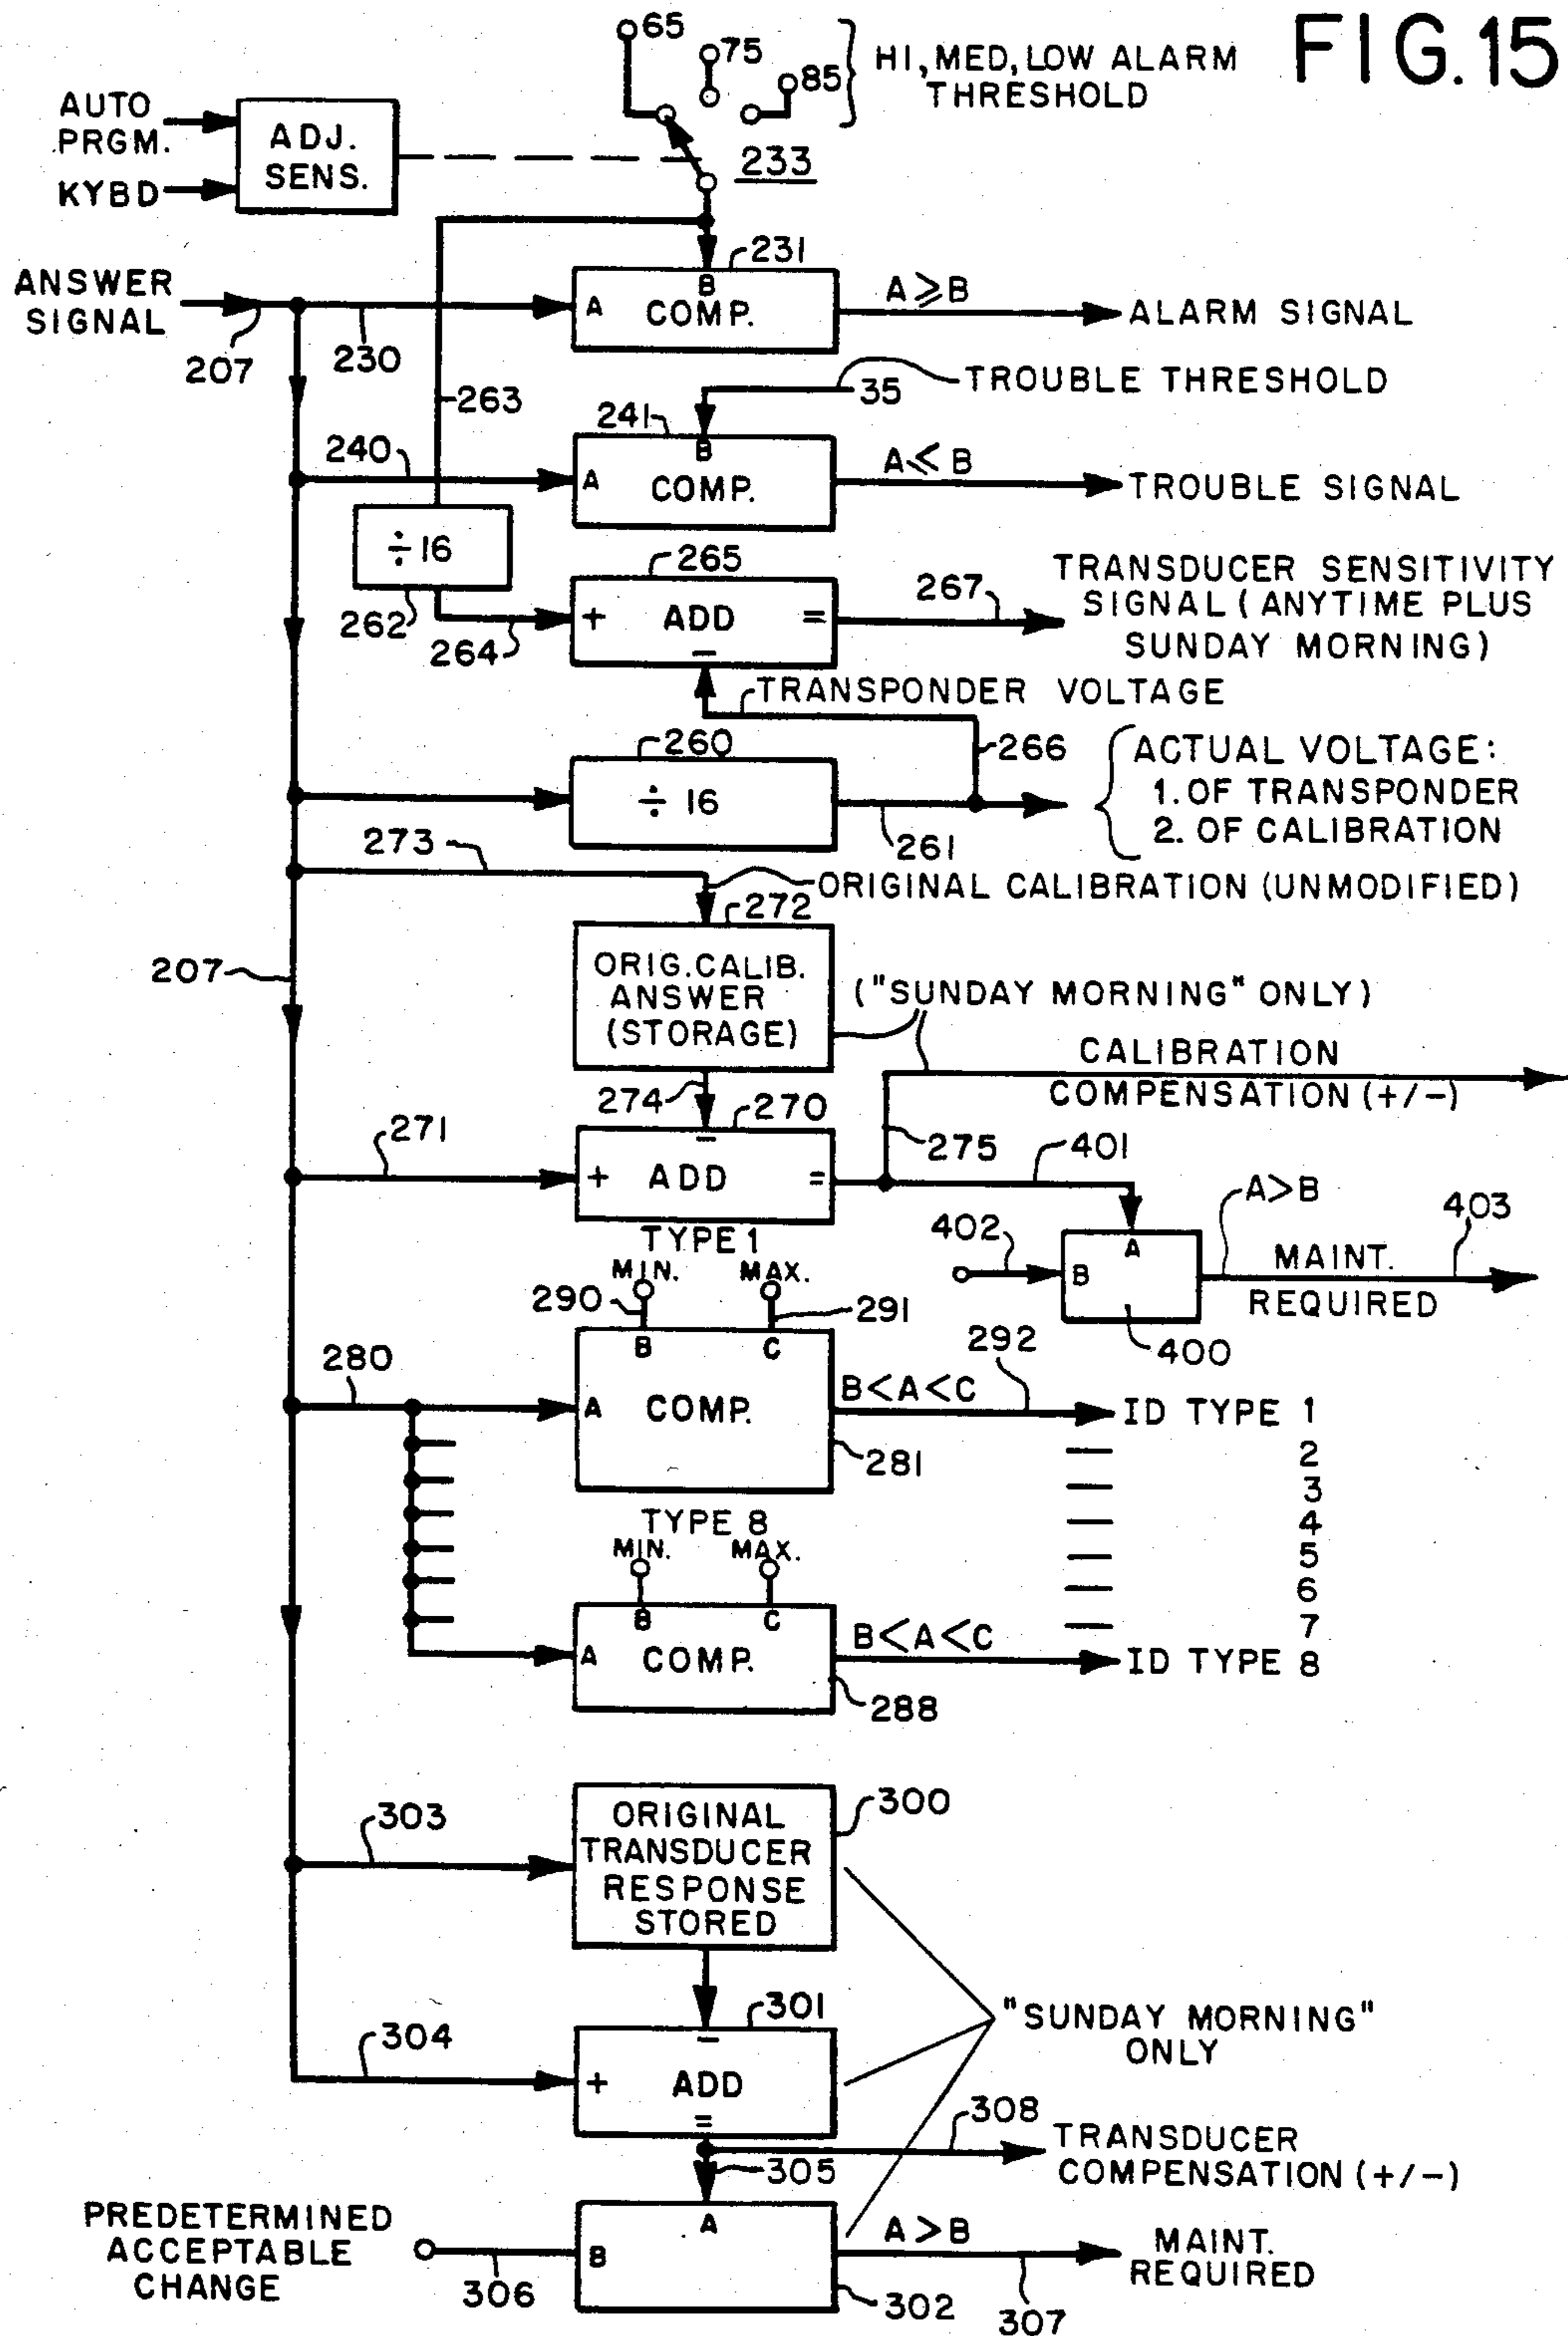 FIG.15
65
75
85
HI, MED, LOW ALARM
THRESHOLD
AUTO
PRGM.
KYBD
ADJ.
SENS.
233
ANSWER
SIGNAL
207
230
231
B
A
COMP.
A≥B
ALARM SIGNAL
263
35
TROUBLE THRESHOLD
241
240
B
A
COMP.
A≤B
TROUBLE SIGNAL
÷16
262
264
265
+
ADD
=
−
267
TRANSDUCER SENSITIVITY
SIGNAL (ANYTIME PLUS
SUNDAY MORNING)
TRANSPONDER VOLTAGE
260
÷ 16
261
266
ACTUAL VOLTAGE:
1. OF TRANSPONDER
2. OF CALIBRATION
273
ORIGINAL CALIBRATION (UNMODIFIED)
272
207
ORIG. CALIB.
ANSWER
(STORAGE)
("SUNDAY MORNING" ONLY)
CALIBRATION
COMPENSATION (+/−)
274
270
271
−
+
ADD
=
275
401
A>B
403
402
A
B
MAINT.
REQUIRED
400
TYPE 1
MIN.
MAX.
290
291
B
C
280
A
COMP.
B<A<C
292
ID TYPE 1
281
2
3
4
5
6
7
TYPE 8
MIN.
MAX.
B
C
A
COMP.
B<A<C
ID TYPE 8
288
303
ORIGINAL
TRANSDUCER
RESPONSE
STORED
300
301
304
−
+
ADD
=
"SUNDAY MORNING"
ONLY
308
TRANSDUCER
COMPENSATION (+/−)
305
PREDETERMINED
ACCEPTABLE
CHANGE
306
A
B
A>B
MAINT.
REQUIRED
302
307